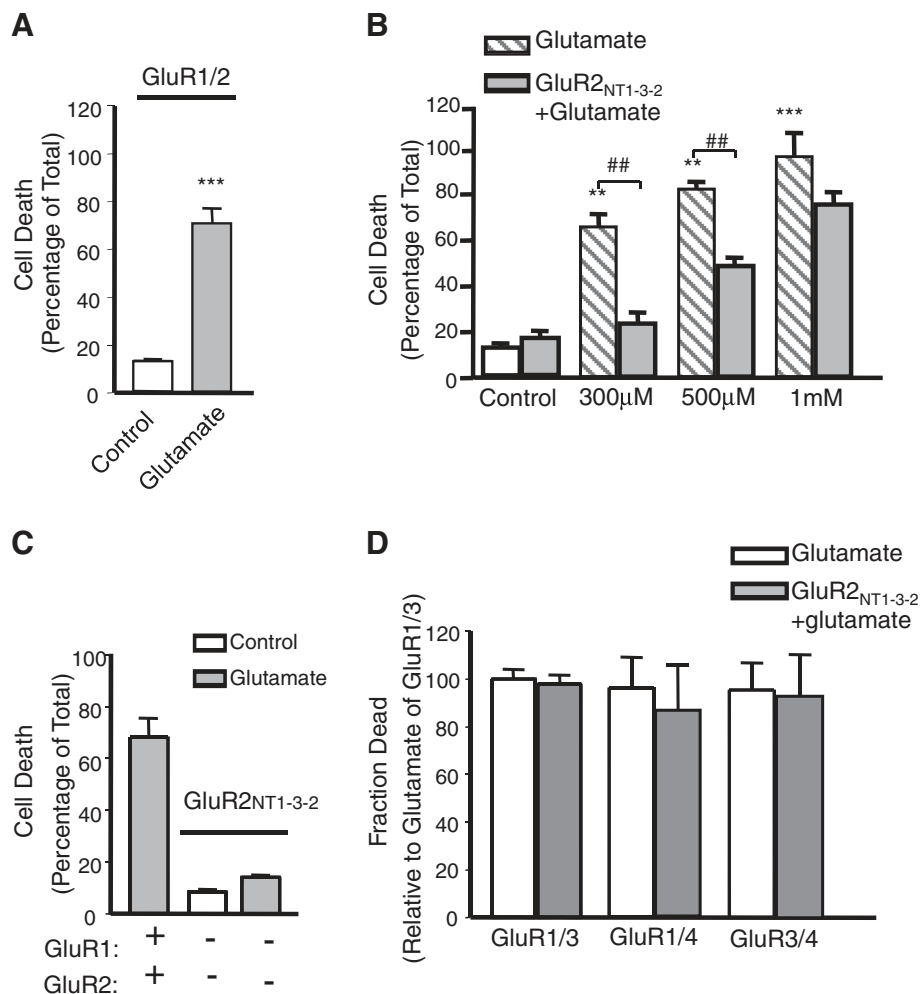 A
GluR1/2
Cell Death
(Percentage of Total)
120
100
80
60
40
20
0
***
Control
Glutamate
B
Glutamate
GluR2NT1-3-2
+Glutamate
Cell Death
(Percentage of Total)
120
100
80
60
40
20
0
**
##
**
##
***
Control 300μM 500μM 1mM
C
Control
Glutamate
Cell Death
(Percentage of Total)
100
80
60
40
20
0
GluR2NT1-3-2
GluR1: + - -
GluR2: + - -
D
Glutamate
GluR2NT1-3-2
+glutamate
Fraction Dead
(Relative to Glutamate of GluR1/3)
120
100
80
60
40
20
0
GluR1/3 GluR1/4 GluR3/4